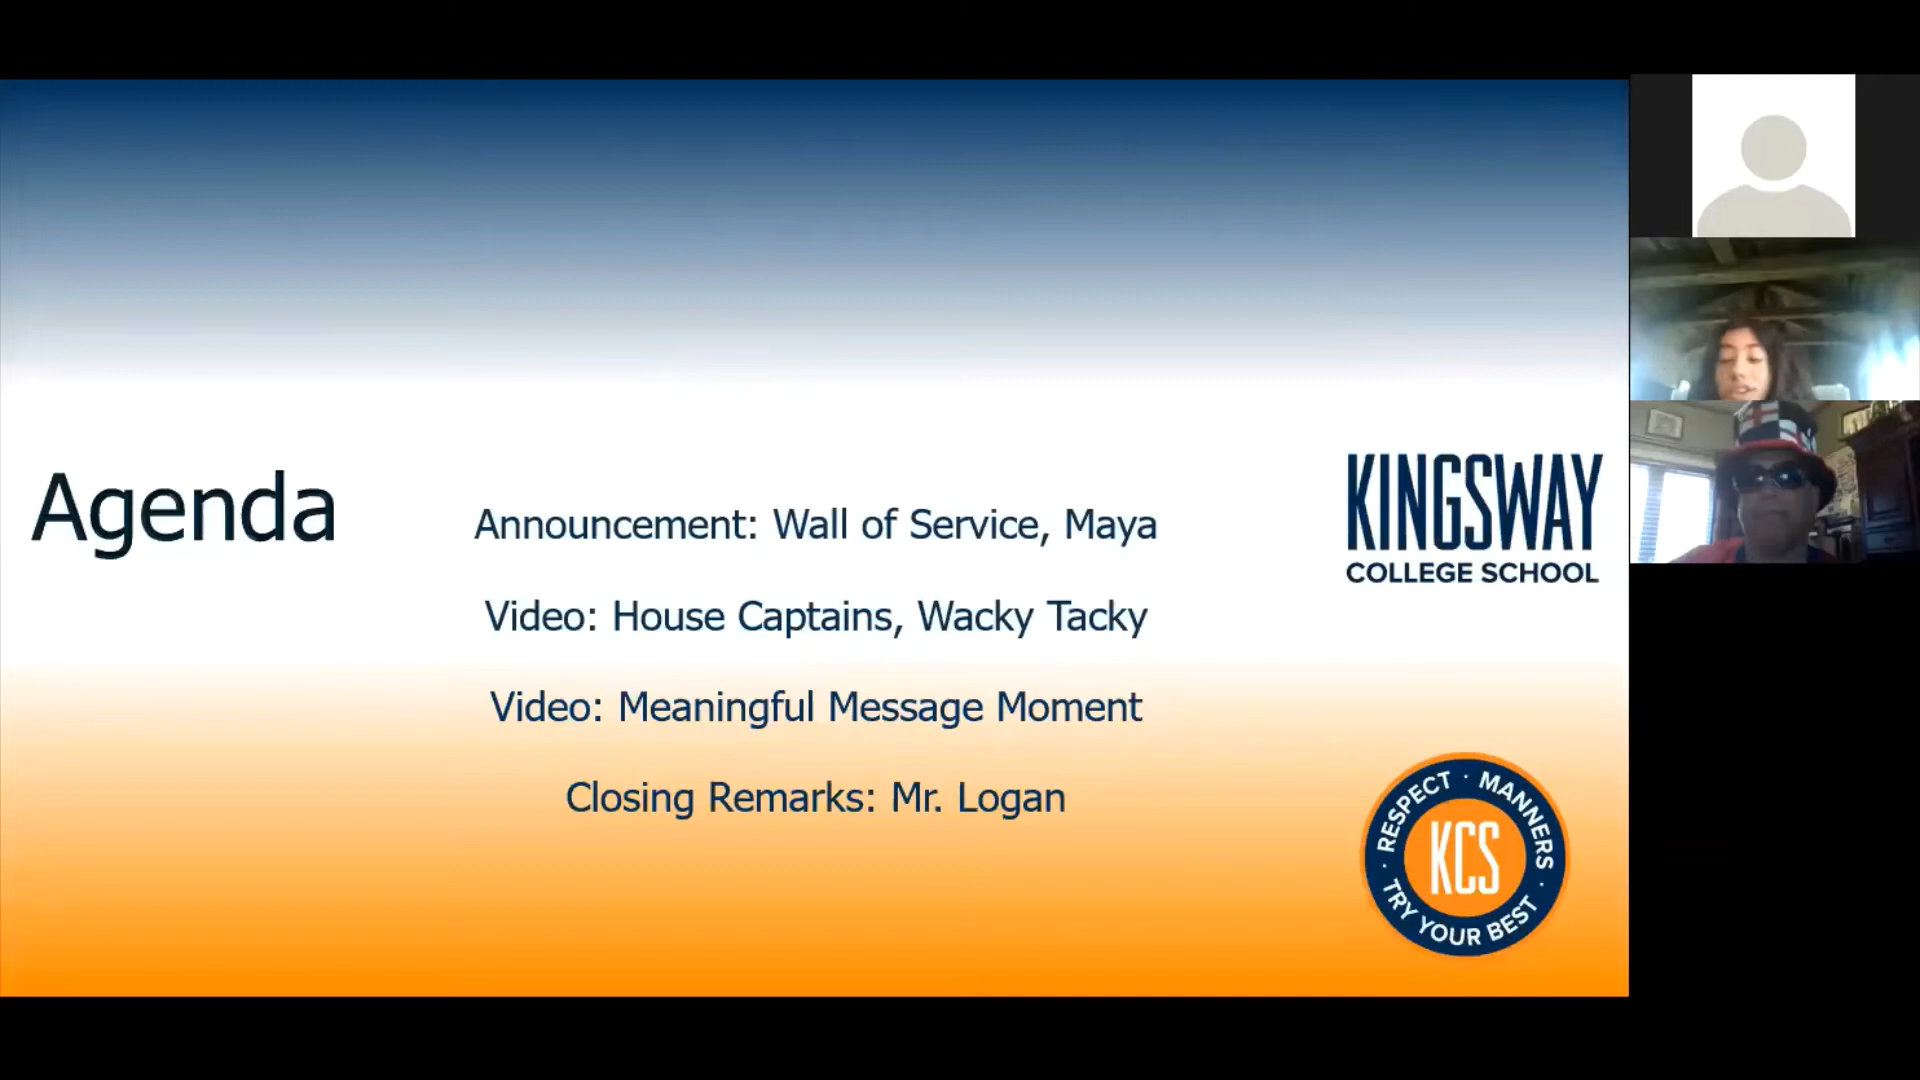 Agenda
Announcement: Wall of Service, Maya
Video: House Captains, Wacky Tacky
Video: Meaningful Message Moment
Closing Remarks: Mr. Logan
KINGSWAY
COLLEGE SCHOOL
· RESPECT · MANNERS · TRY YOUR BEST
KCS